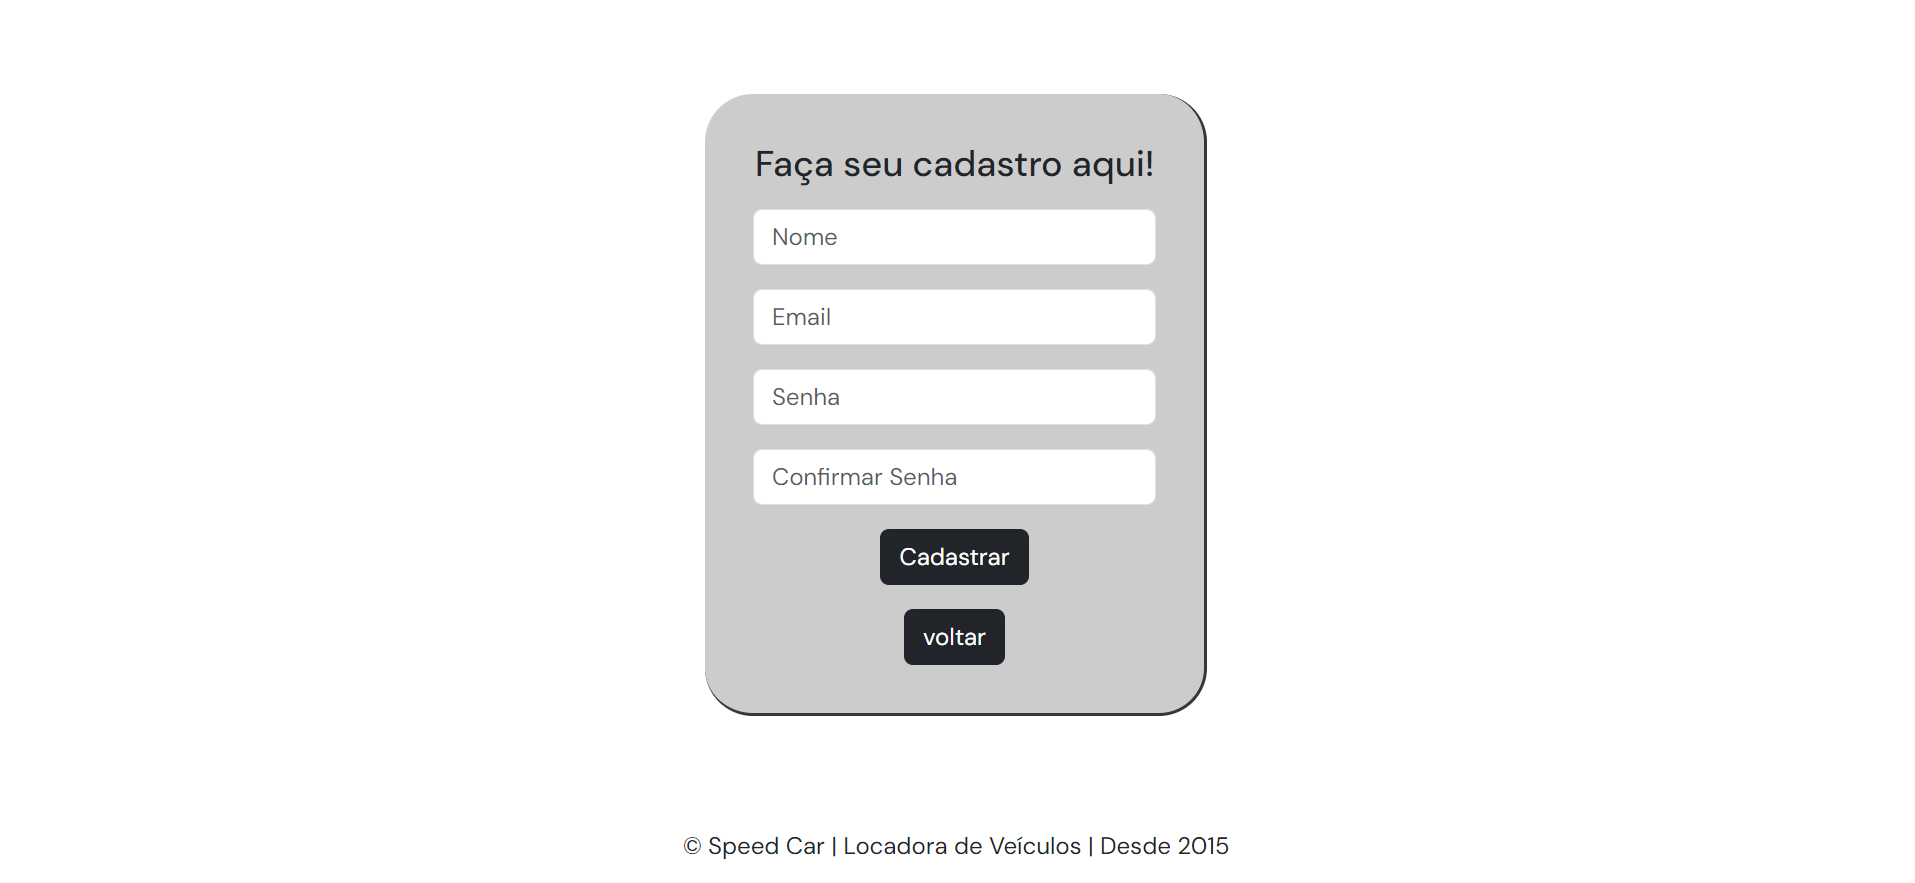 Faça seu cadastro aqui!
Nome
Email
Senha
Confirmar Senha
Cadastrar
voltar
© Speed Car | Locadora de Veículos | Desde 2015